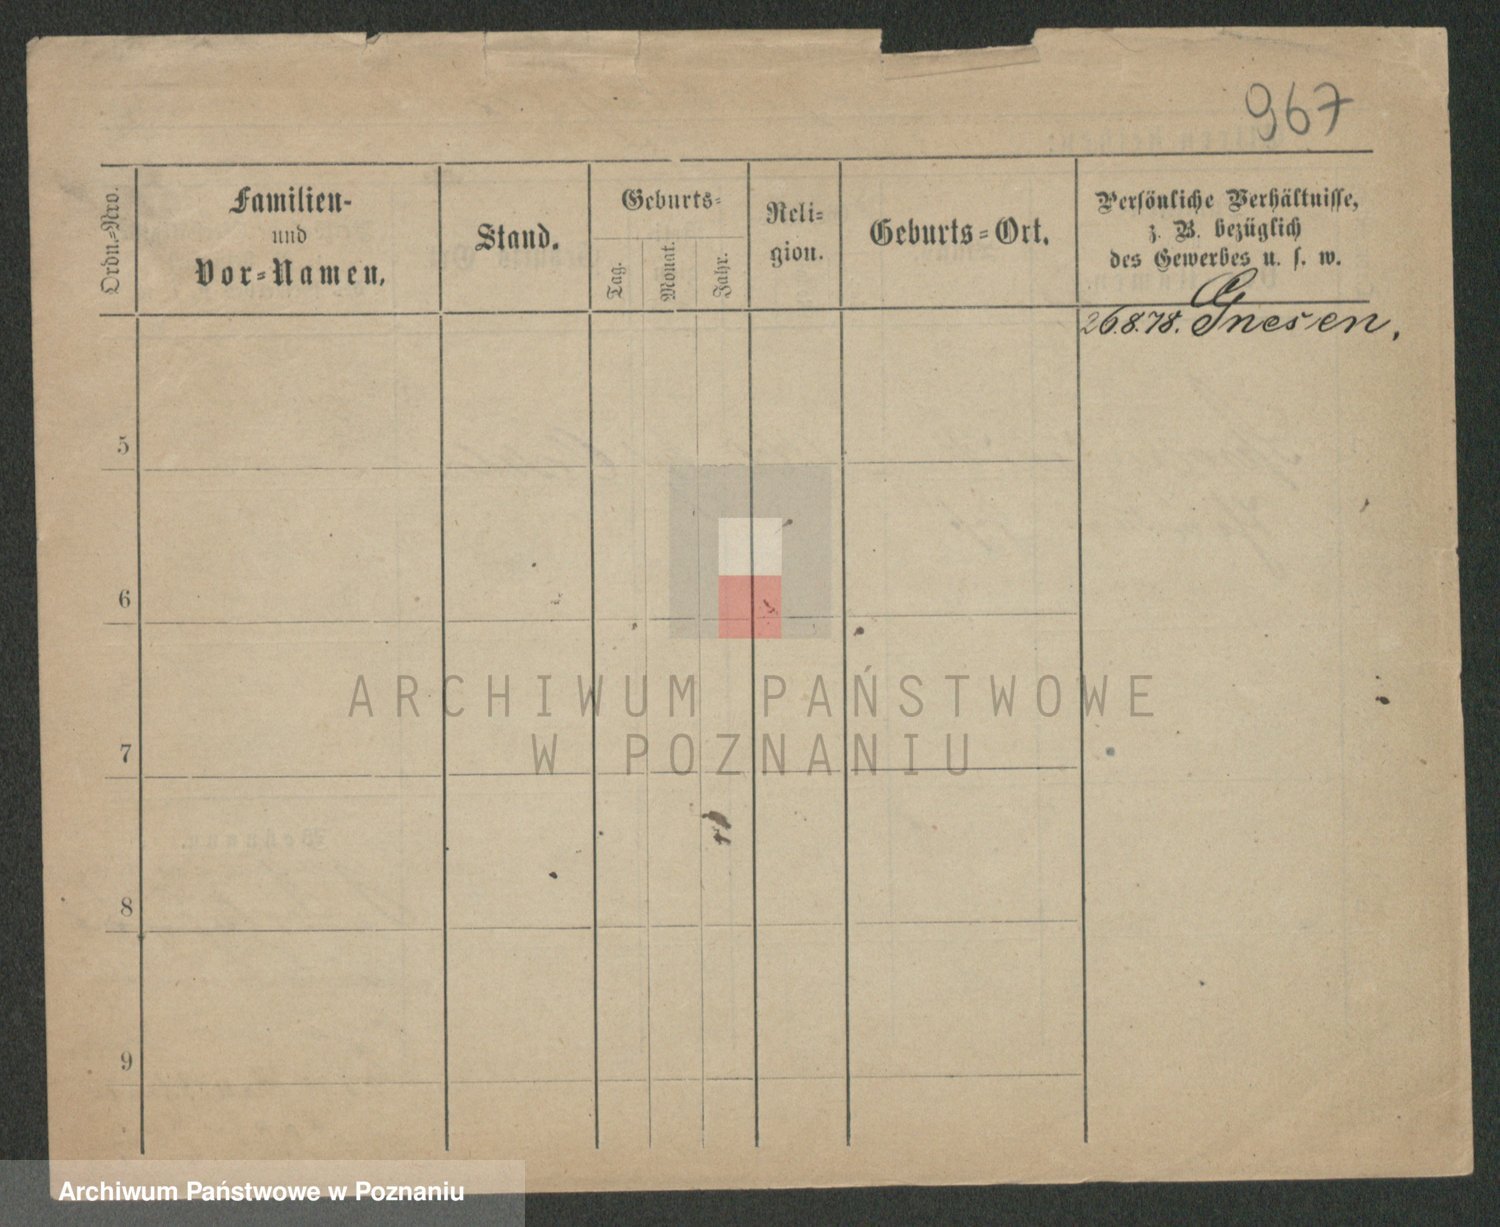 967
Ordn.-Nro.
Familien-
und
Vor-Namen.
Stand.
Geburts-
Tag.
Monat.
Jahr.
Reli-
gion.
Geburts-Ort.
Persönliche Verhältnisse,
z. B. bezüglich
des Gewerbes u. s. w.
26.8.78. Gnesen.
5
6
7
8
9
ARCHIWUM PAŃSTWOWE
W POZNANIU
Archiwum Państwowe w Poznaniu